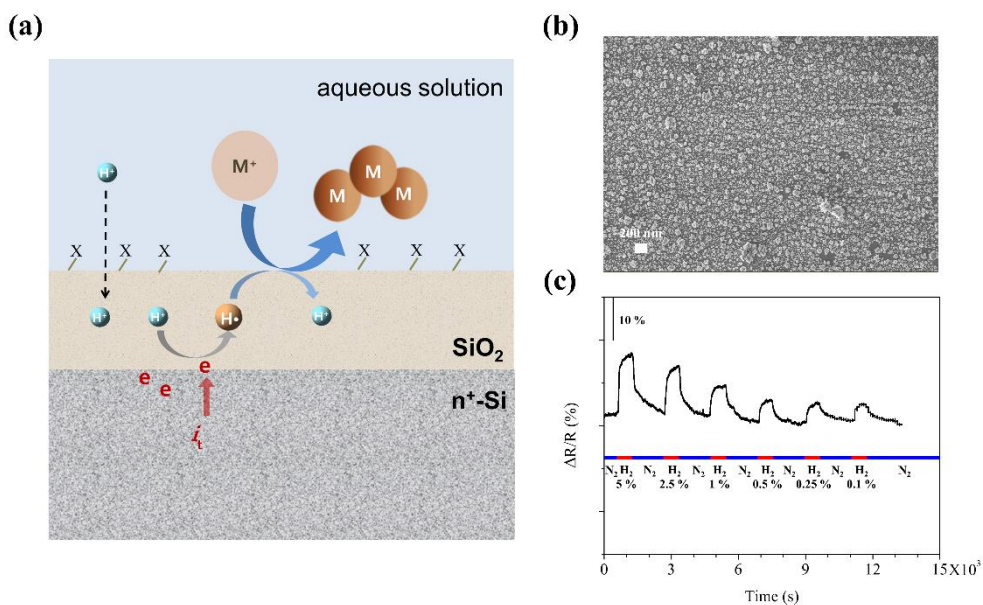 (a)
aqueous solution
H⁺
M⁺
M M M
X X X X X X
H⁺ H⁺ H• H⁺
SiO₂
e e e
n⁺-Si
iₜ
(b)
200 nm
(c)
10 %
ΔR/R (%)
N₂ H₂ N₂ H₂ N₂ H₂ N₂ H₂ N₂ H₂ N₂ H₂ N₂
5 % 2.5 % 1 % 0.5 % 0.25 % 0.1 %
0 3 6 9 12 15X10³
Time (s)